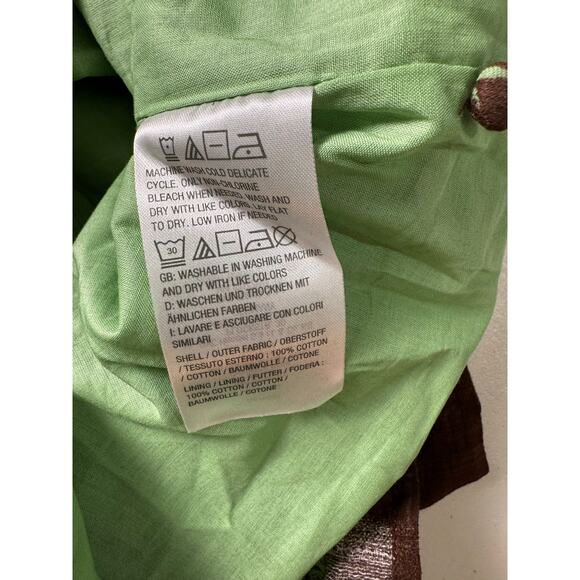 MACHINE WASH COLD DELICATE
CYCLE. ONLY NON-CHLORINE
BLEACH WHEN NEEDED. WASH AND
DRY WITH LIKE COLORS. LAY FLAT
TO DRY. LOW IRON IF NEEDED
30
GB: WASHABLE IN WASHING MACHINE
AND DRY WITH LIKE COLORS
D: WASCHEN UND TROCKNEN MIT
ÄHNLICHEN FARBEN
I: LAVARE E ASCIUGARE CON COLORI
SIMILARI
SHELL / OUTER FABRIC / OBERSTOFF
/ TESSUTO ESTERNO : 100% COTTON
/ COTTON / BAUMWOLLE / COTONE
LINING / LINING / FUTTER / FODERA :
100% COTTON / COTTON /
BAUMWOLLE / COTONE